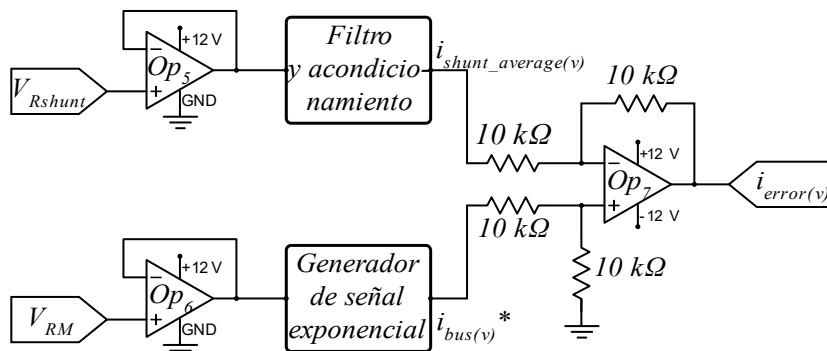 +12 V
Op5
GND
V_Rshunt
Filtro
y acondicio
namiento
i_shunt_average(v)
10 kΩ
10 kΩ
+12 V
Op7
-12 V
i_error(v)
10 kΩ
10 kΩ
+12 V
Op6
GND
V_RM
Generador
de señal
exponencial
i_bus(v)*